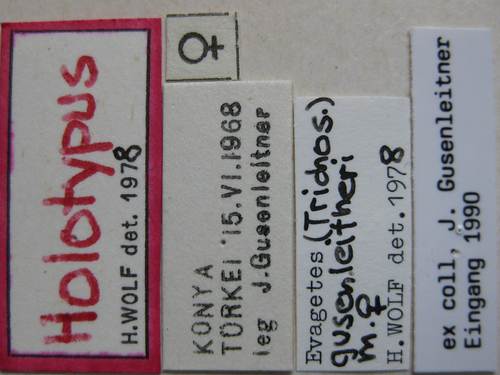 Holotypus
H.WOLF det. 1978
♀
KONYA
TÜRKEI 15.VI.1968
leg J.Gusenleitner
Evagetes (Trichos.)
gusenleitneri
m. ♀
H.WOLF det. 1978
ex coll, J. Gusenleitner
Eingang 1990